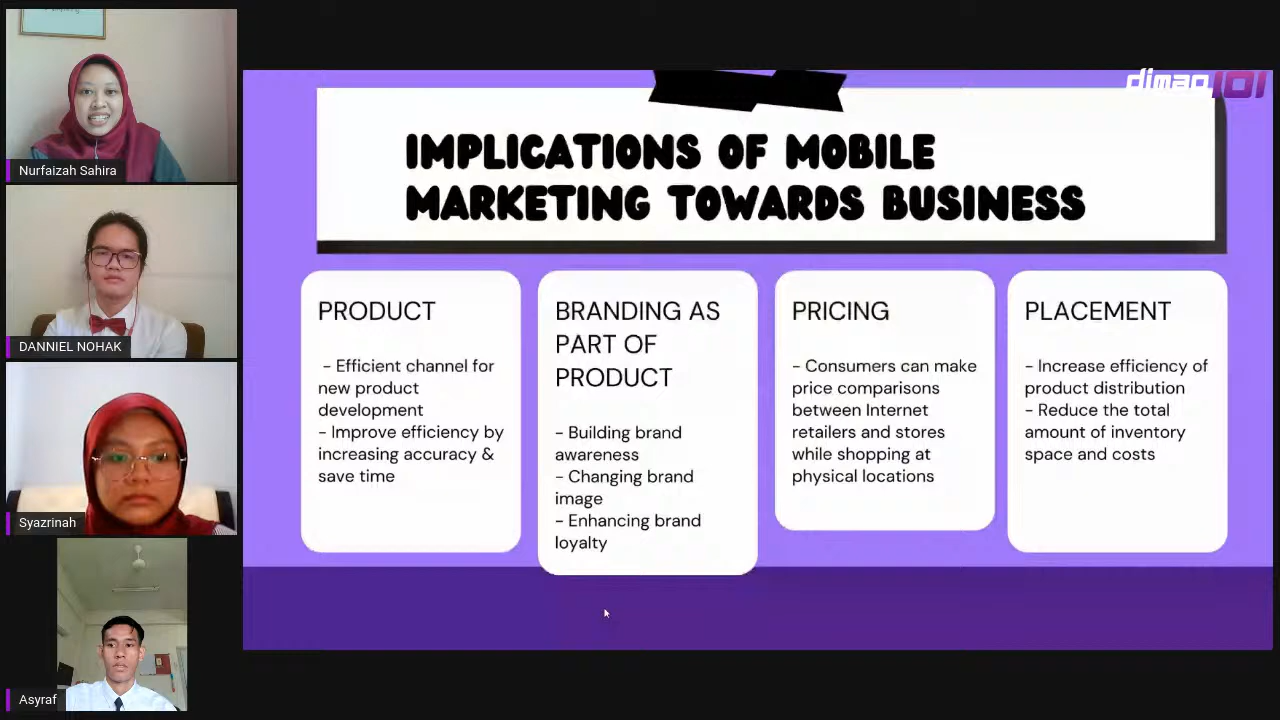 Nurfaizah Sahira
DANNIEL NOHAK
Syazrinah
Asyraf
dimaq101
IMPLICATIONS OF MOBILE
MARKETING TOWARDS BUSINESS
PRODUCT
- Efficient channel for
new product
development
- Improve efficiency by
increasing accuracy &
save time
BRANDING AS
PART OF
PRODUCT
- Building brand
awareness
- Changing brand
image
- Enhancing brand
loyalty
PRICING
- Consumers can make
price comparisons
between Internet
retailers and stores
while shopping at
physical locations
PLACEMENT
- Increase efficiency of
product distribution
- Reduce the total
amount of inventory
space and costs